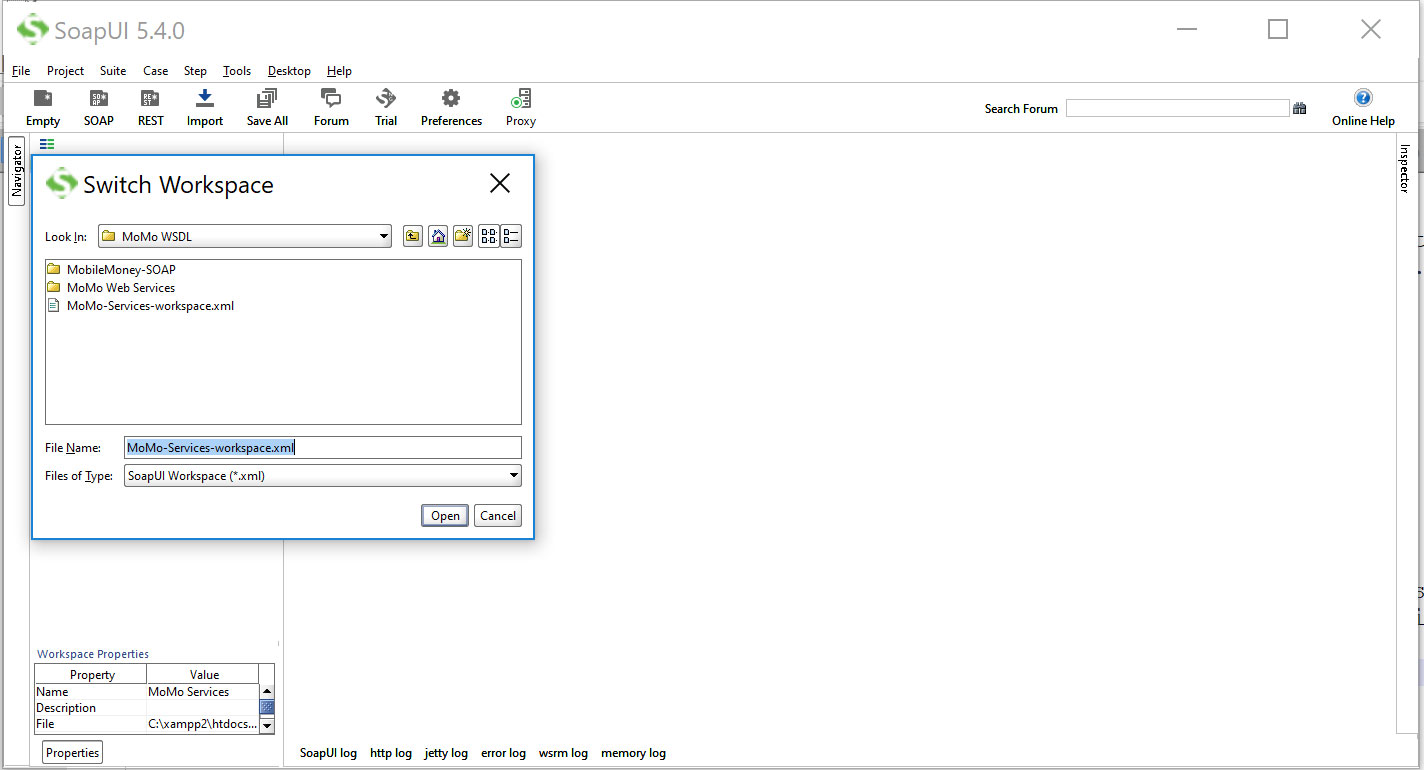 SoapUI 5.4.0
File Project Suite Case Step Tools Desktop Help
Empty SOAP REST Import Save All Forum Trial Preferences Proxy Search Forum Online Help
Navigator
Inspector
Switch Workspace
Look In: MoMo WSDL
MobileMoney-SOAP
MoMo Web Services
MoMo-Services-workspace.xml
File Name: MoMo-Services-workspace.xml
Files of Type: SoapUI Workspace (*.xml)
Open Cancel
Workspace Properties
Property Value
Name MoMo Services
Description
File C:\xampp2\htdocs...
Properties
SoapUI log http log jetty log error log wsrm log memory log